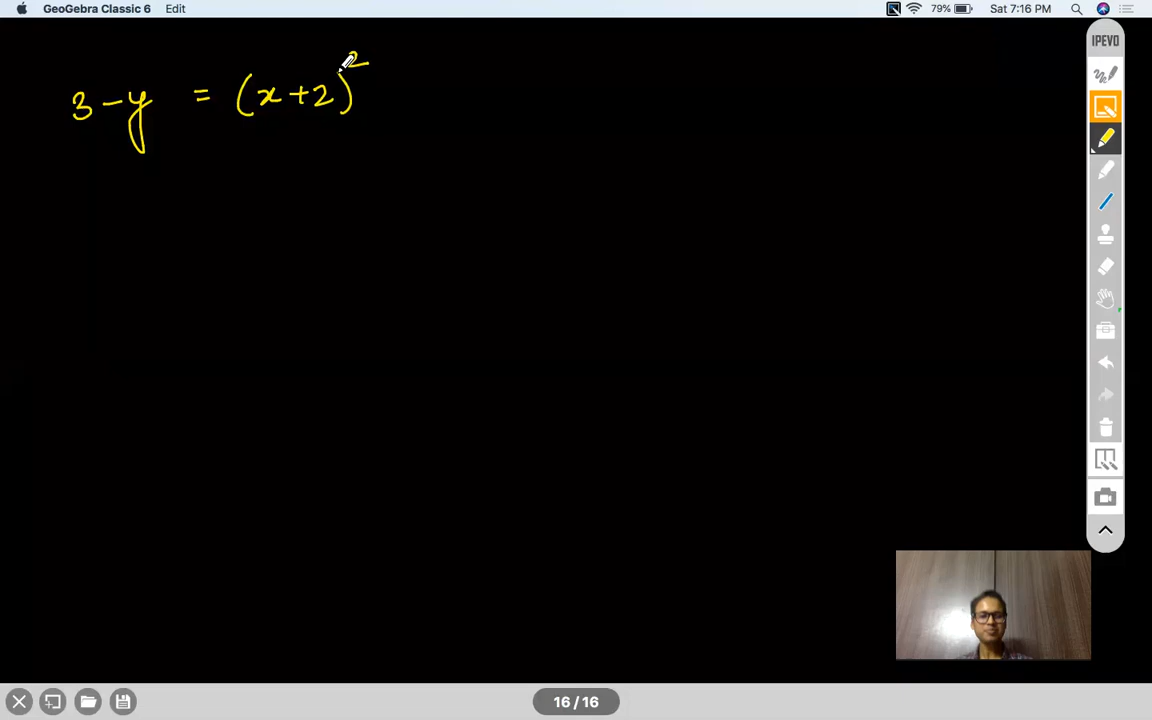 GeoGebra Classic 6 Edit 79% Sat 7:16 PM
IPEVO
3 - y = (x + 2)²
16 / 16